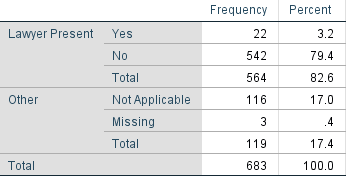 Frequency Percent
Lawyer Present Yes 22 3.2
No 542 79.4
Total 564 82.6
Other Not Applicable 116 17.0
Missing 3 .4
Total 119 17.4
Total 683 100.0